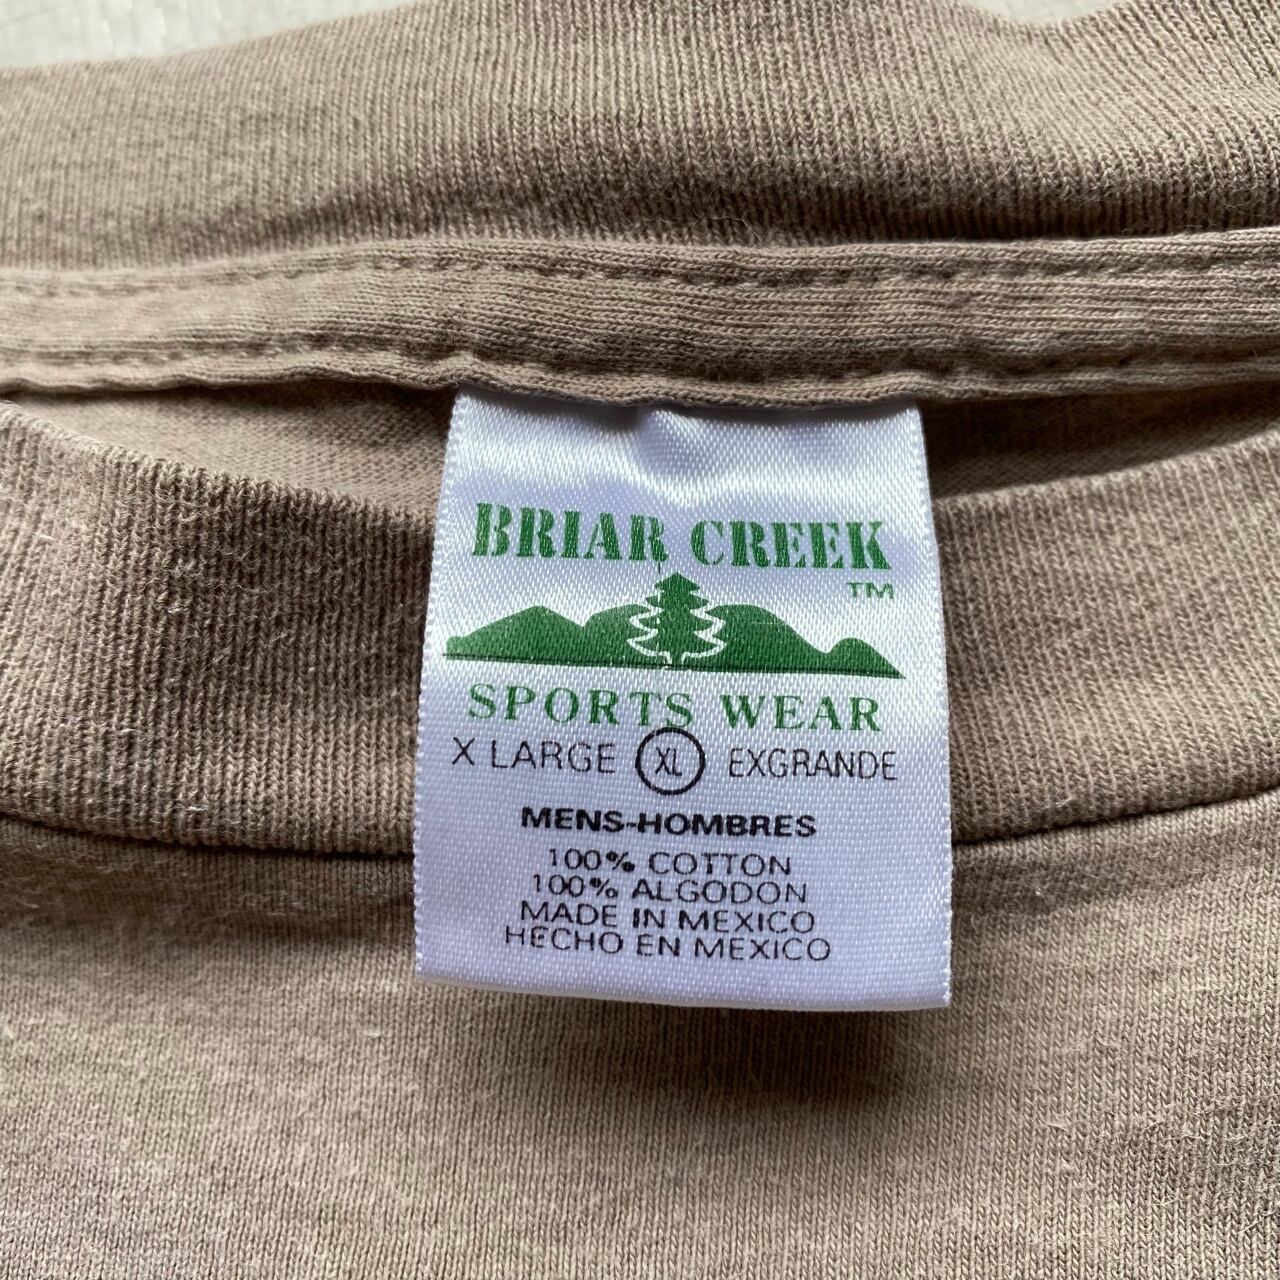 BRIAR CREEK
TM
SPORTS WEAR
X LARGE XL EXGRANDE
MENS-HOMBRES
100% COTTON
100% ALGODON
MADE IN MEXICO
HECHO EN MEXICO